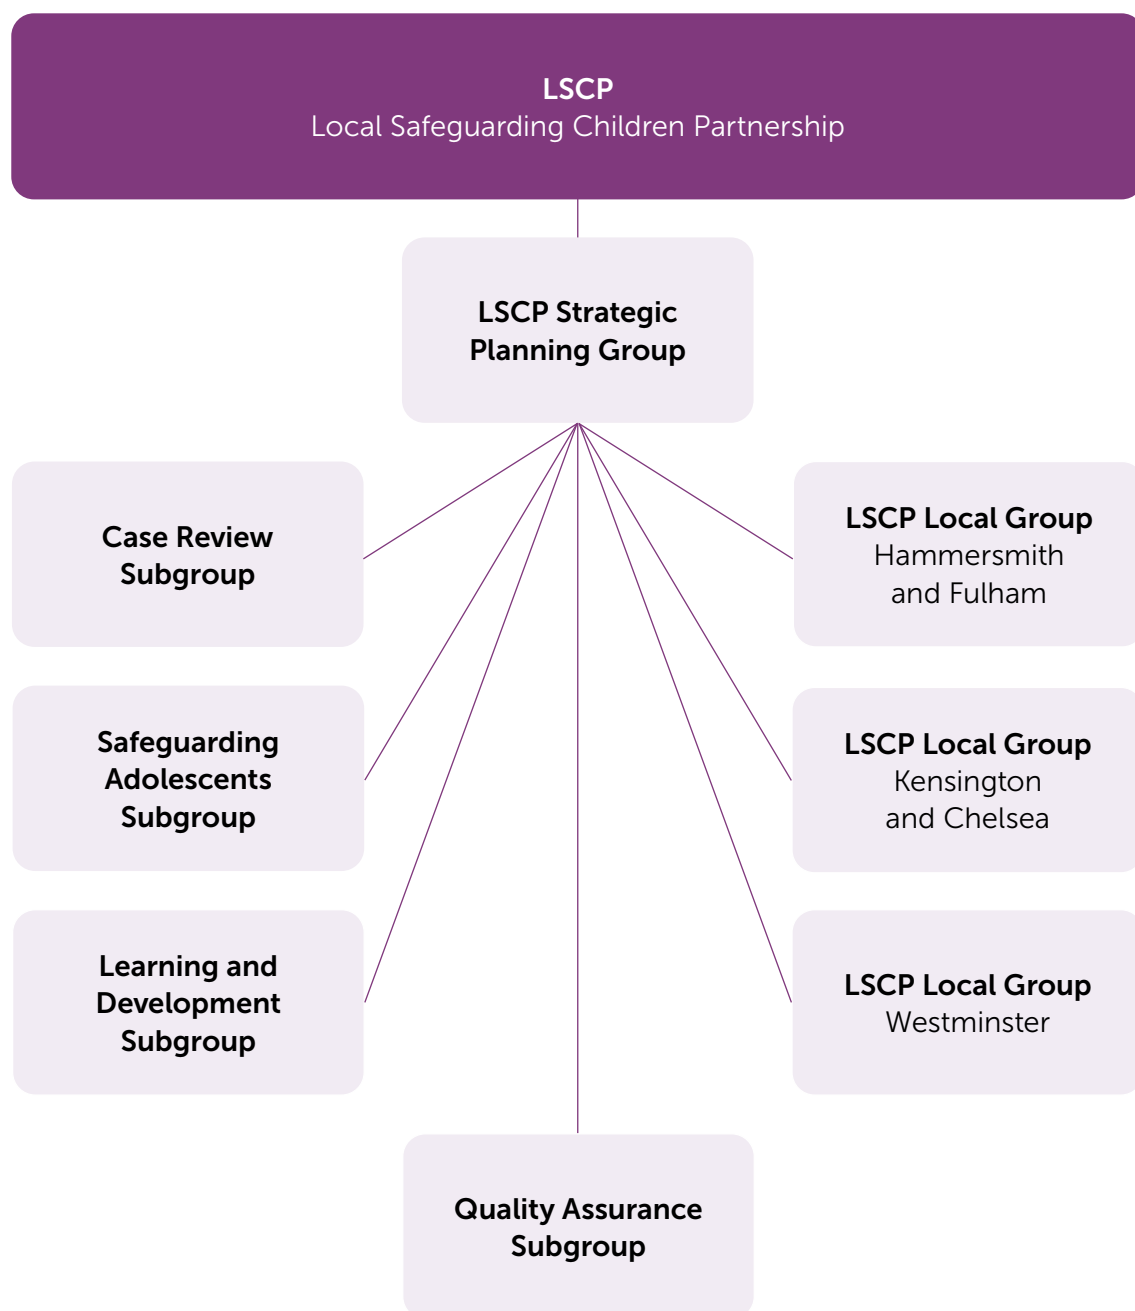 LSCP
Local Safeguarding Children Partnership
LSCP Strategic
Planning Group
Case Review
Subgroup
LSCP Local Group
Hammersmith
and Fulham
Safeguarding
Adolescents
Subgroup
LSCP Local Group
Kensington
and Chelsea
Learning and
Development
Subgroup
LSCP Local Group
Westminster
Quality Assurance
Subgroup